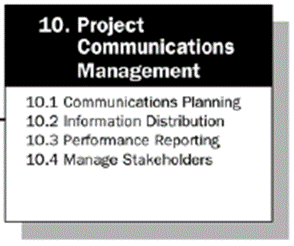 10. Project
Communications
Management
10.1 Communications Planning
10.2 Information Distribution
10.3 Performance Reporting
10.4 Manage Stakeholders